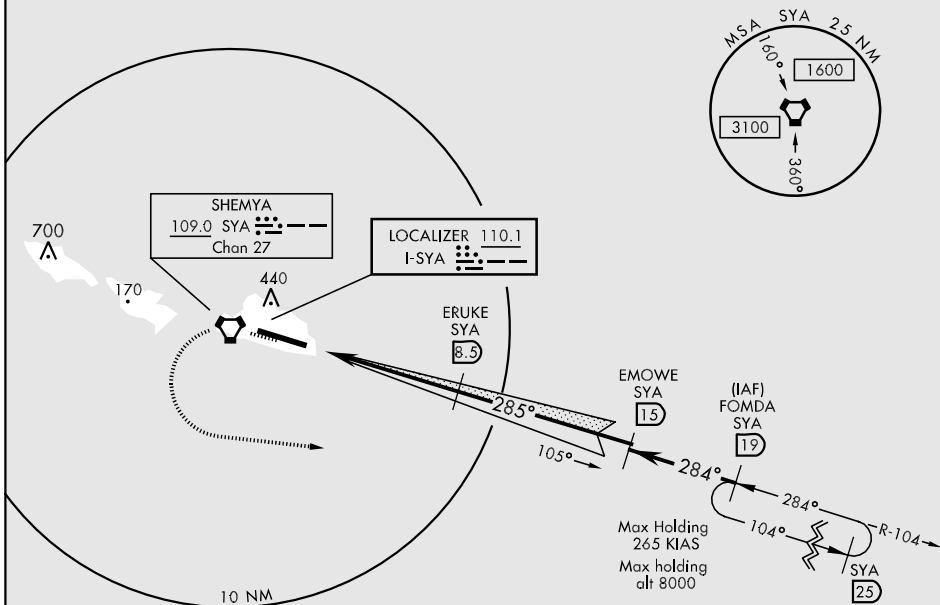 MSA SYA 25 NM
160°
1600
3100
360°
SHEMYA
109.0 SYA
Chan 27
LOCALIZER 110.1
I-SYA
700
170
440
ERUKE
SYA
8.5
285°
105°
EMOWE
SYA
15
(IAF)
FOMDA
SYA
19
284°
284°
104°
R-104
Max Holding
265 KIAS
Max holding
alt 8000
SYA
25
10 NM